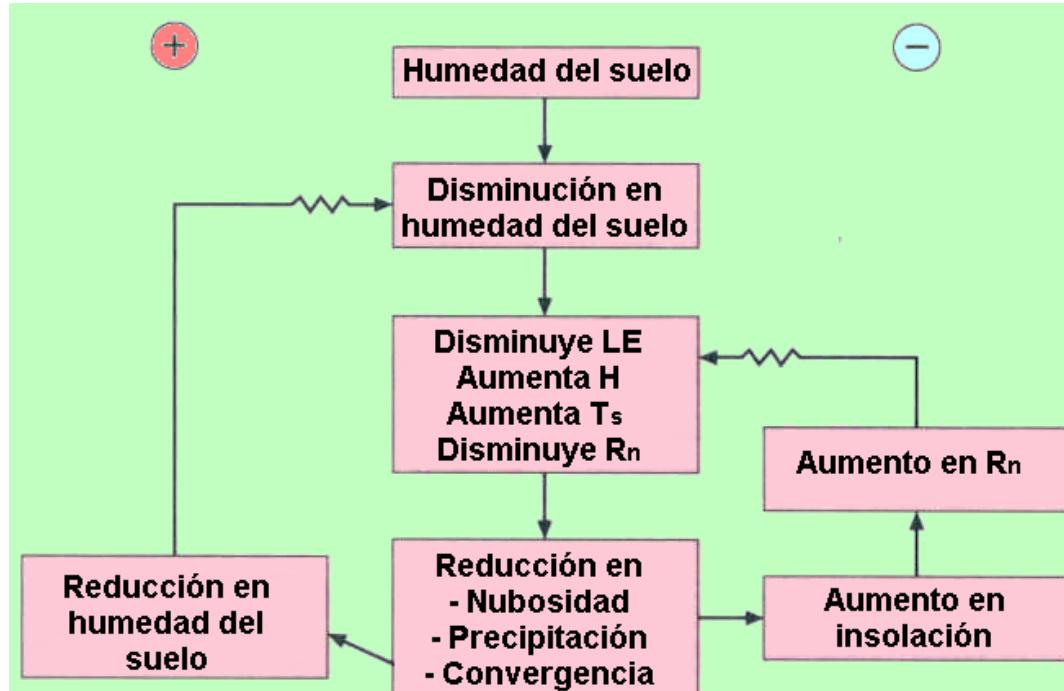 +
−
Humedad del suelo
Disminución en
humedad del suelo
Disminuye LE
Aumenta H
Aumenta Ts
Disminuye Rn
Aumento en Rn
Reducción en
humedad del
suelo
Reducción en
- Nubosidad
- Precipitación
- Convergencia
Aumento en
insolación